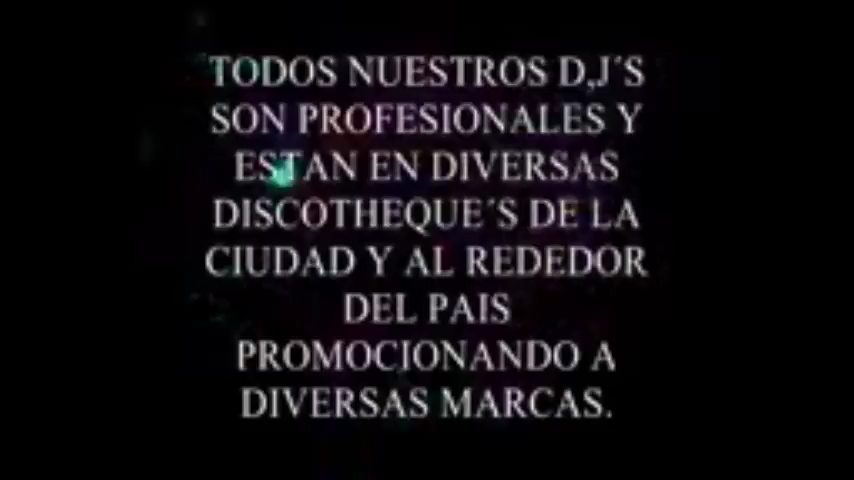 TODOS NUESTROS D,J´S
SON PROFESIONALES Y
ESTAN EN DIVERSAS
DISCOTHEQUE´S DE LA
CIUDAD Y AL REDEDOR
DEL PAIS
PROMOCIONANDO A
DIVERSAS MARCAS.